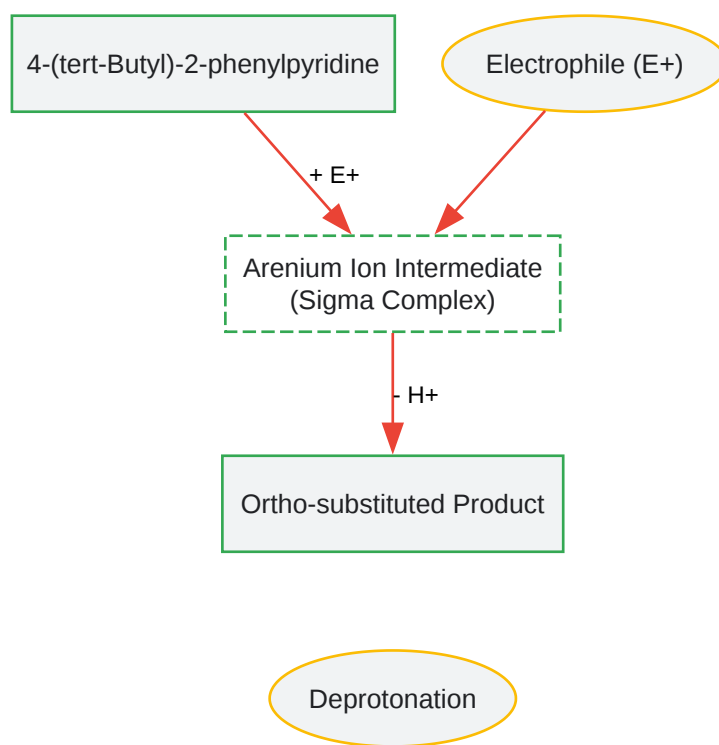 4-(tert-Butyl)-2-phenylpyridine
Electrophile (E+)
+ E+
Arenium Ion Intermediate
(Sigma Complex)
- H+
Ortho-substituted Product
Deprotonation